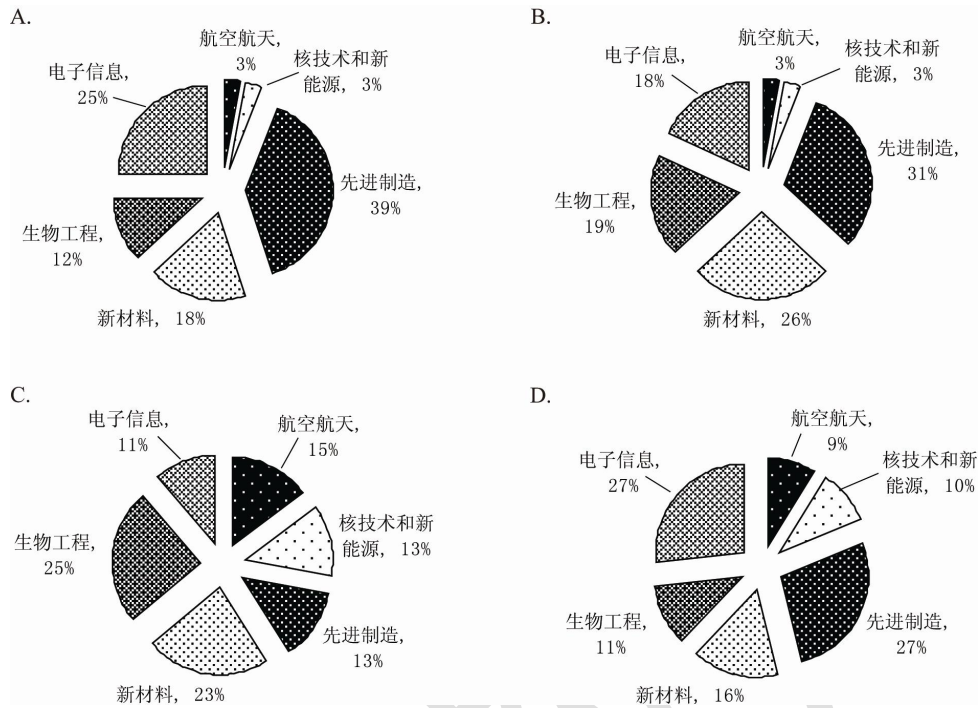 A.
航空航天,
3%
核技术和新
能源, 3%
电子信息,
25%
先进制造,
39%
生物工程,
12%
新材料, 18%
B.
航空航天,
3%
核技术和新
能源, 3%
电子信息,
18%
先进制造,
31%
生物工程,
19%
新材料, 26%
C.
电子信息,
11%
航空航天,
15%
核技术和新
能源, 13%
生物工程,
25%
先进制造,
13%
新材料, 23%
D.
航空航天,
9%
电子信息,
27%
核技术和新
能源, 10%
生物工程,
11%
先进制造,
27%
新材料, 16%